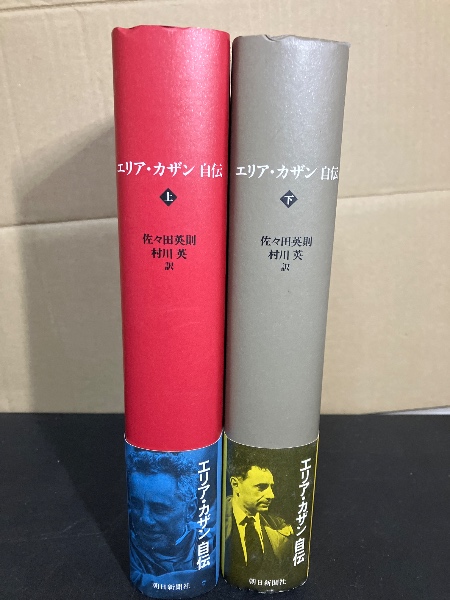 エリア・カザン 自伝
上
佐々田英則
村川 英
訳
エリア・カザン 自伝
朝日新聞社
エリア・カザン 自伝
下
佐々田英則
村川 英
訳
エリア・カザン 自伝
朝日新聞社